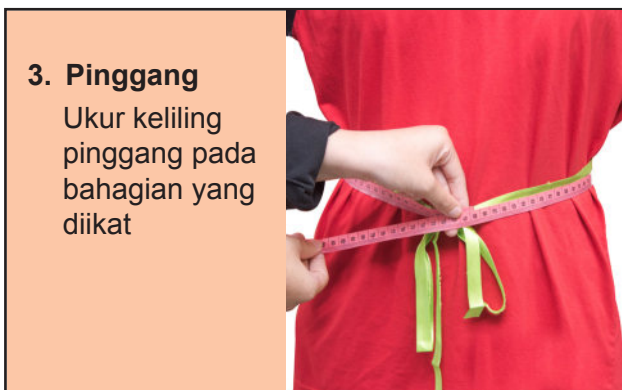 3. Pinggang
Ukur keliling
pinggang pada
bahagian yang
diikat